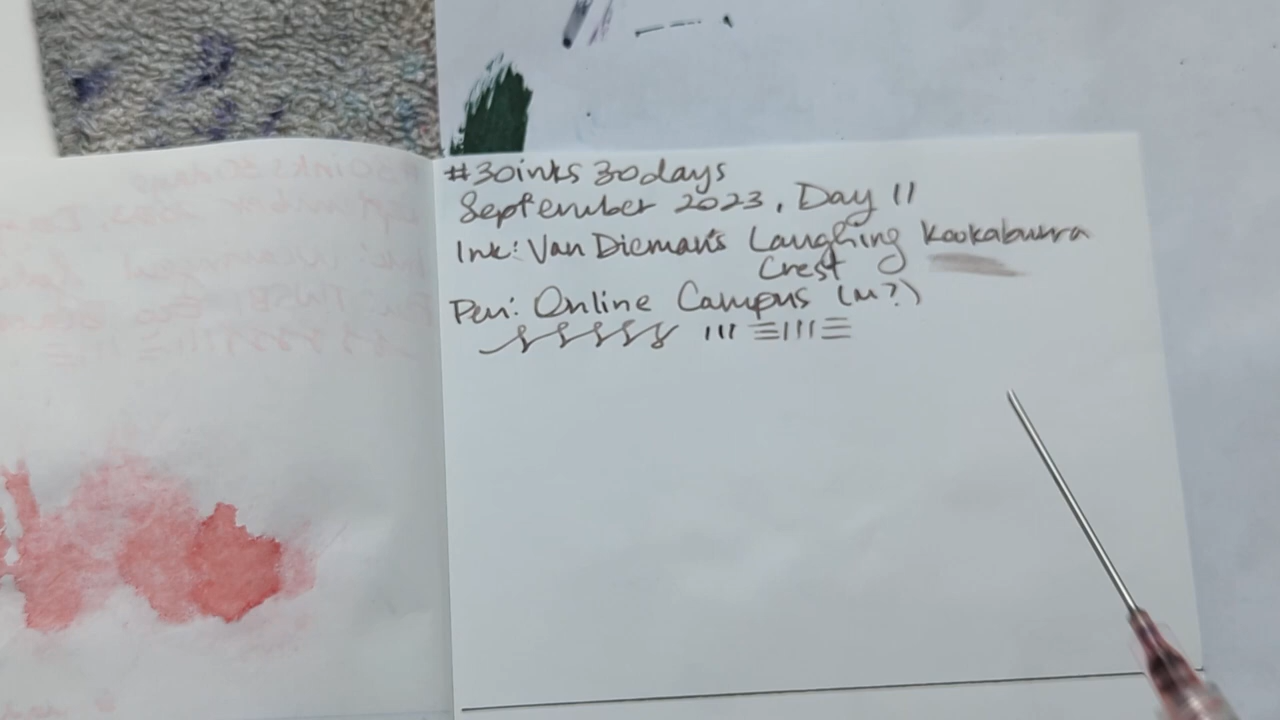 #30inks30days
September 2023, Day 11
Ink: Van Dieman's Laughing Kookaburra
Crest
Pen: Online Campus (M?)